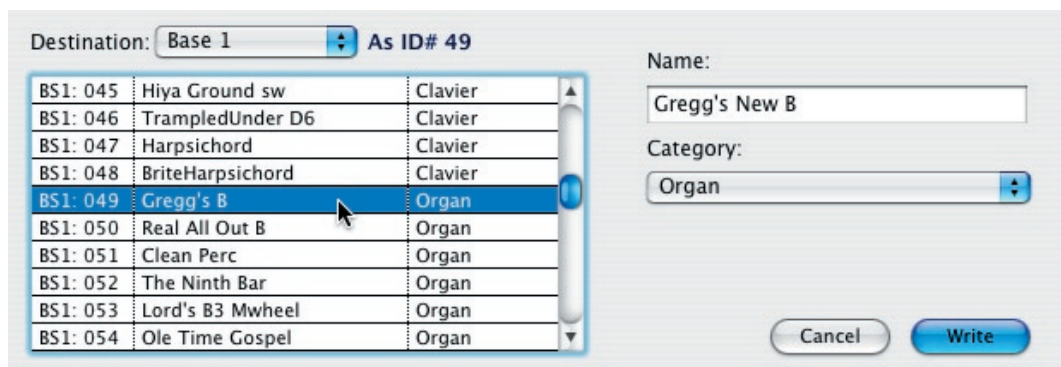 Destination: Base 1 As ID# 49
BS1: 045 Hiya Ground sw Clavier
BS1: 046 TrampledUnder D6 Clavier
BS1: 047 Harpsichord Clavier
BS1: 048 BriteHarpsichord Clavier
BS1: 049 Gregg's B Organ
BS1: 050 Real All Out B Organ
BS1: 051 Clean Perc Organ
BS1: 052 The Ninth Bar Organ
BS1: 053 Lord's B3 Mwheel Organ
BS1: 054 Ole Time Gospel Organ
Name:
Gregg's New B
Category:
Organ
Cancel Write